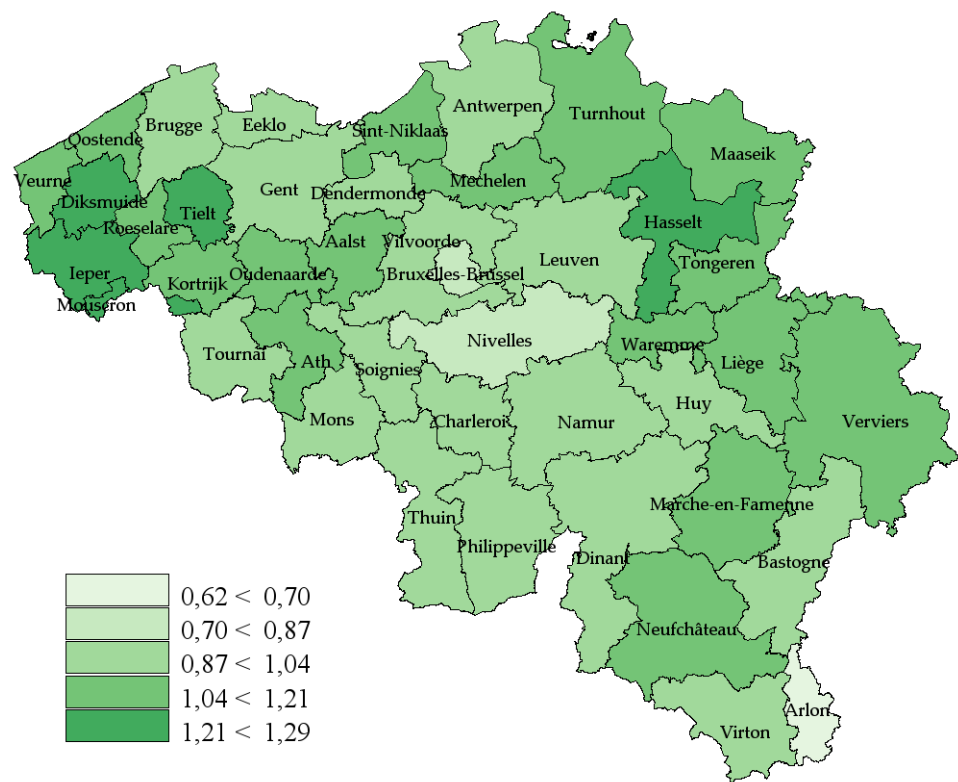 Antwerpen
Turnhout
Brugge
Eeklo
Sint-Niklaas
Oostende
Maaseik
Veurne
Mechelen
Gent
Dendermonde
Diksmuide
Tielt
Roeselare
Hasselt
Aalst
Vilvoorde
Leuven
Tongeren
Ieper
Kortrijk
Oudenaarde
Bruxelles-Brussel
Mouseron
Nivelles
Waremme
Tournai
Ath
Soignies
Liège
Huy
Mons
Charleroi
Namur
Verviers
Marche-en-Famenne
Thuin
Philippeville
Dinant
Bastogne
Neufchâteau
Arlon
Virton
0,62 < 0,70
0,70 < 0,87
0,87 < 1,04
1,04 < 1,21
1,21 < 1,29